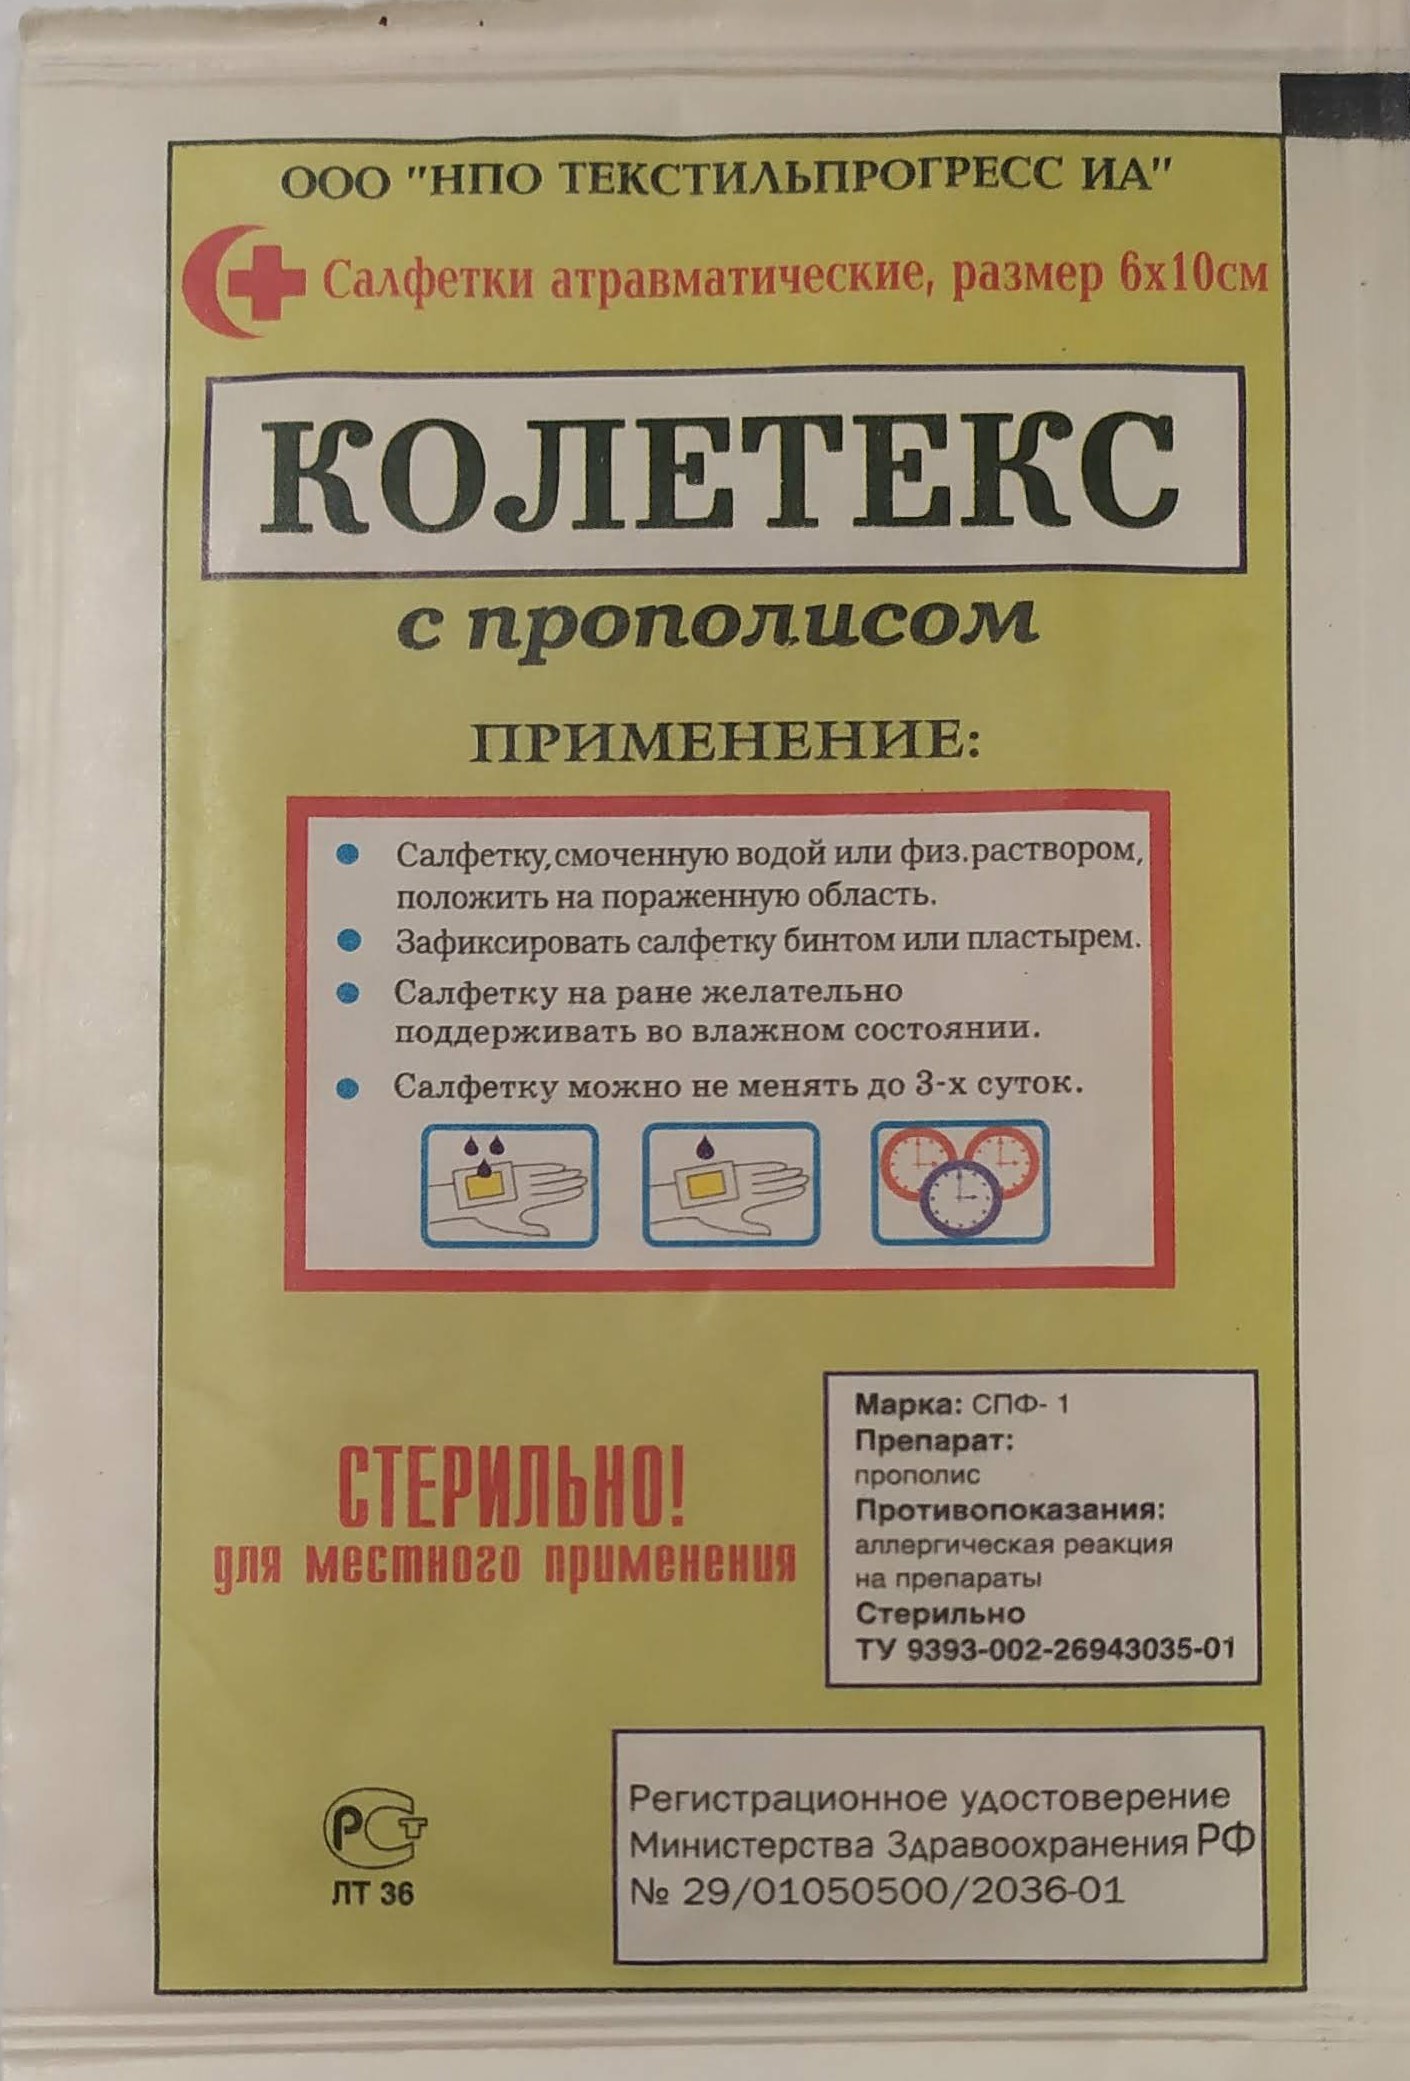 ООО "НПО ТЕКСТИЛЬПРОГРЕСС ИА"
Салфетки атравматические, размер 6х10см
КОЛЕТЕКС
с прополисом
ПРИМЕНЕНИЕ:
• Салфетку,смоченную водой или физ.раствором,
положить на пораженную область.
• Зафиксировать салфетку бинтом или пластырем.
• Салфетку на ране желательно
поддерживать во влажном состоянии.
• Салфетку можно не менять до 3-х суток.
СТЕРИЛЬНО!
для местного применения
Марка: СПФ- 1
Препарат:
прополис
Противопоказания:
аллергическая реакция
на препараты
Стерильно
ТУ 9393-002-26943035-01
РСТ
ЛТ 36
Регистрационное удостоверение
Министерства Здравоохранения РФ
№ 29/01050500/2036-01